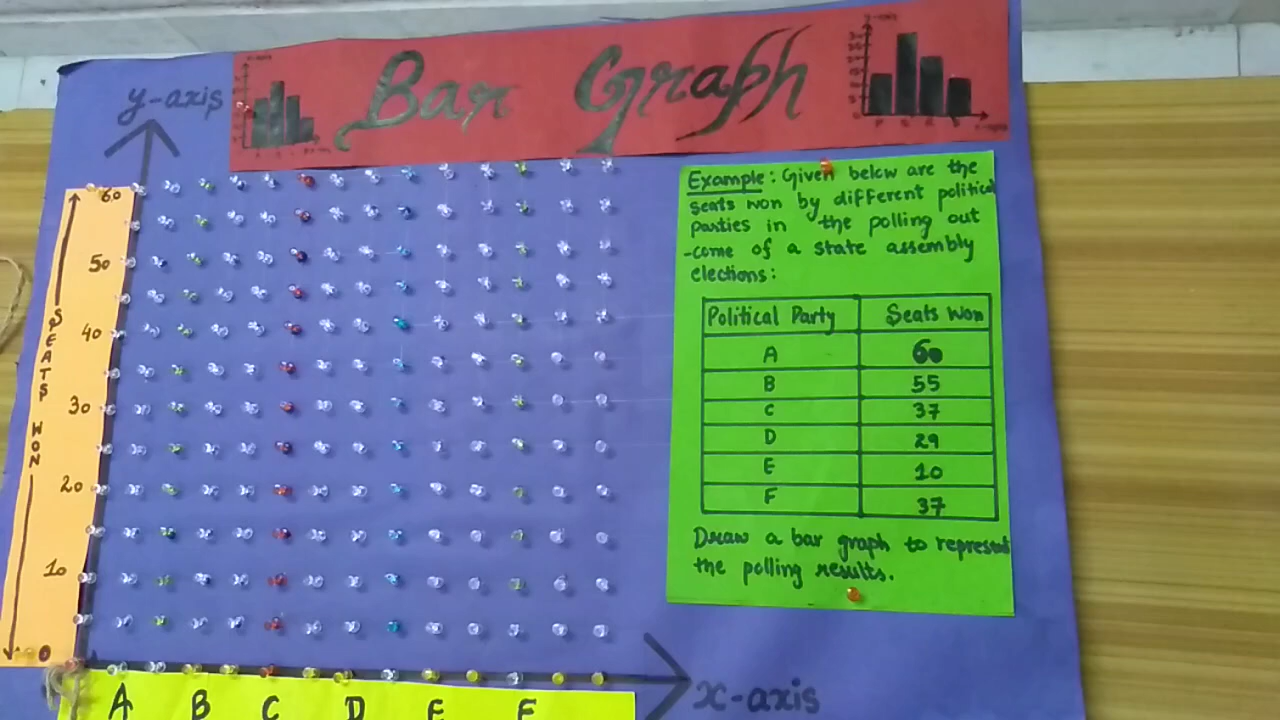 Bar Graph
y-axis
60
50
40
30
20
10
0
SEATS WON
Example: Given below are the
seats won by different political
parties in the polling out
-come of a state assembly
elections:
Political Party Seats Won
A 60
B 55
C 37
D 29
E 10
F 37
Draw a bar graph to represent
the polling results.
x-axis
A B C D E F